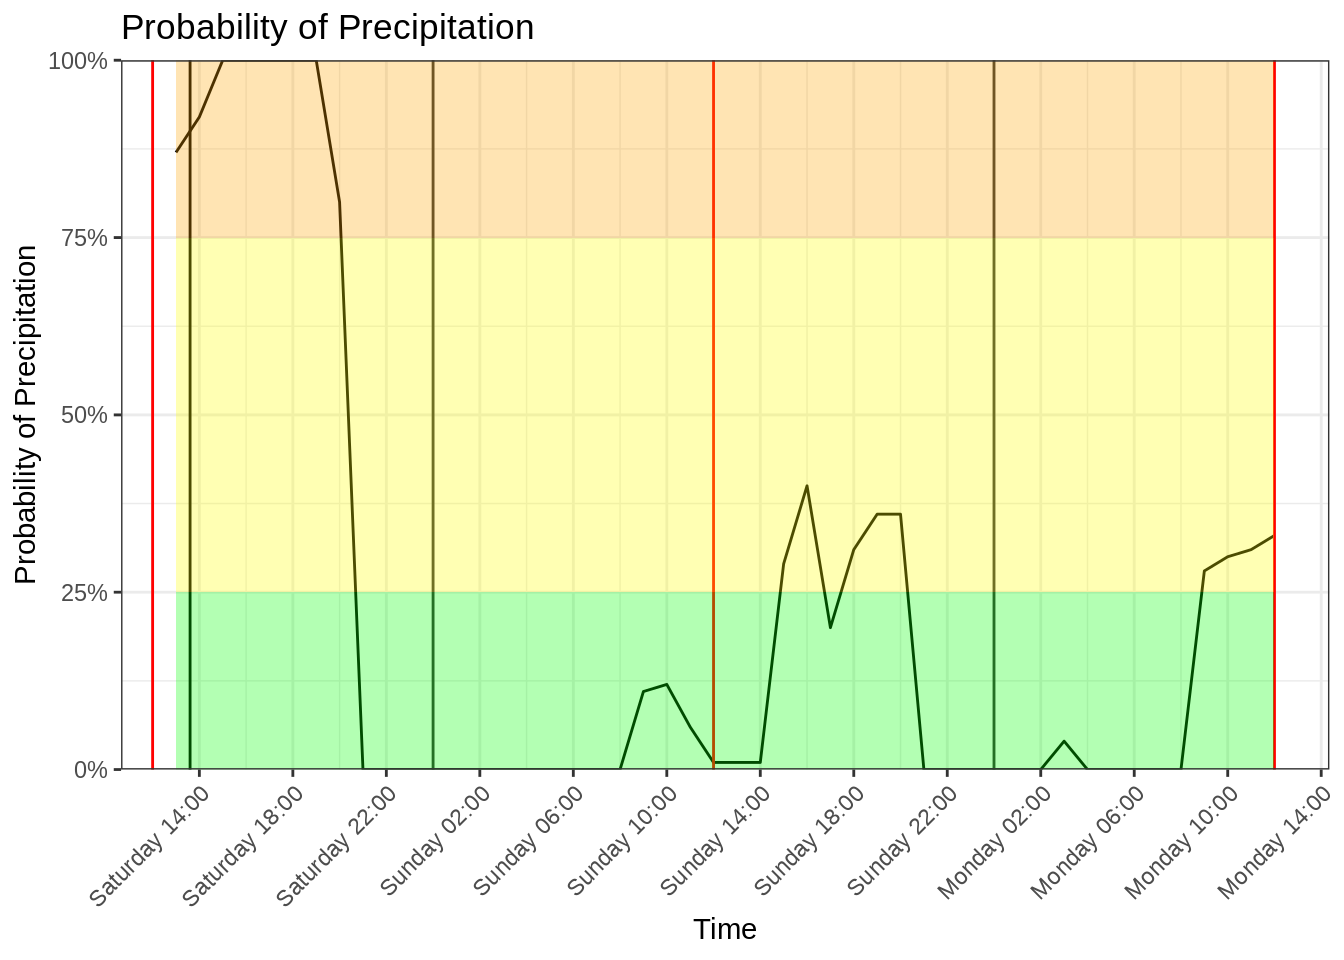 Probability of Precipitation
100%
75%
50%
25%
0%
Probability of Precipitation
Saturday 14:00
Saturday 18:00
Saturday 22:00
Sunday 02:00
Sunday 06:00
Sunday 10:00
Sunday 14:00
Sunday 18:00
Sunday 22:00
Monday 02:00
Monday 06:00
Monday 10:00
Monday 14:00
Time